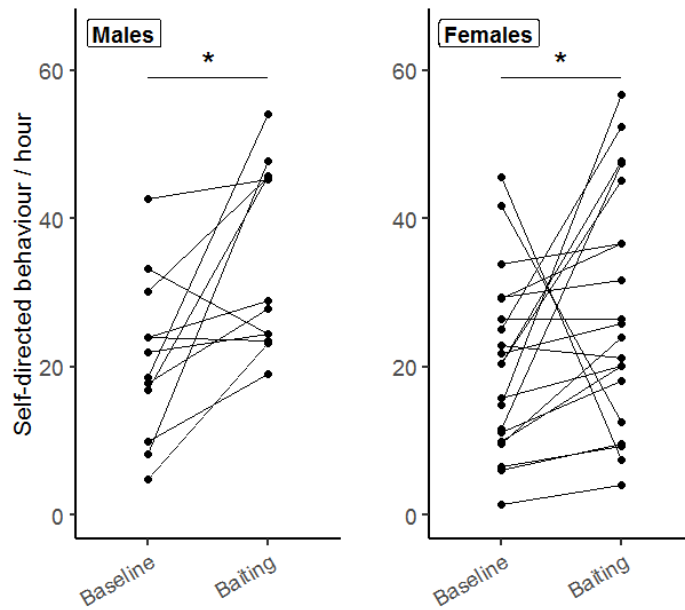 Males
Females
*
*
60
40
20
0
60
40
20
0
Self-directed behaviour / hour
Baseline
Baiting
Baseline
Baiting